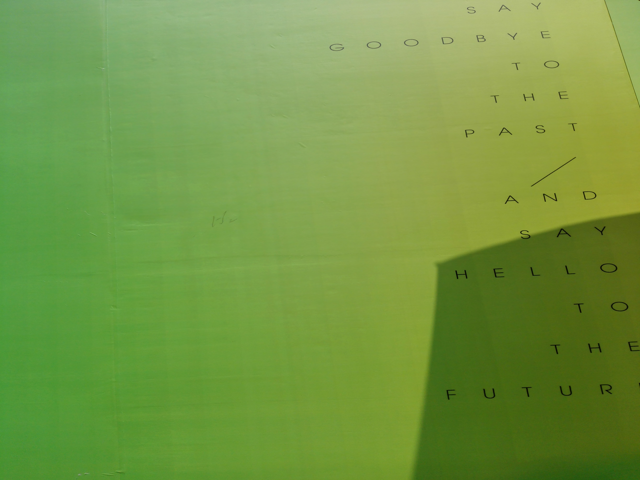 SAY
GOODBYE
TO
THE
PAST
/
AND
SAY
HELLO
TO
THE
FUTUR